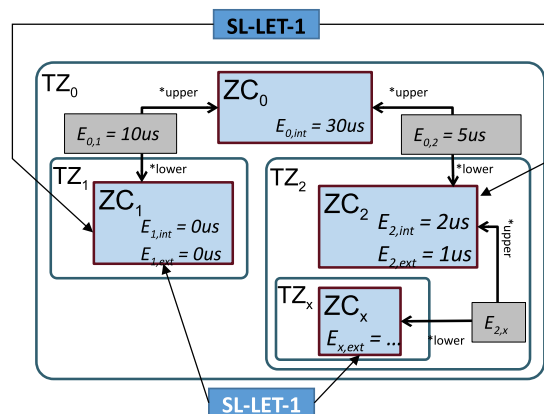 SL-LET-1
TZ0
*upper
ZC0
*upper
E0,int = 30us
E0,1 = 10us
E0,2 = 5us
*lower
*lower
TZ1
TZ2
ZC1
E1,int = 0us
E1,ext = 0us
ZC2
E2,int = 2us
E2,ext = 1us
*upper
TZx
ZCx
Ex,ext = ...
*lower
E2,x
SL-LET-1